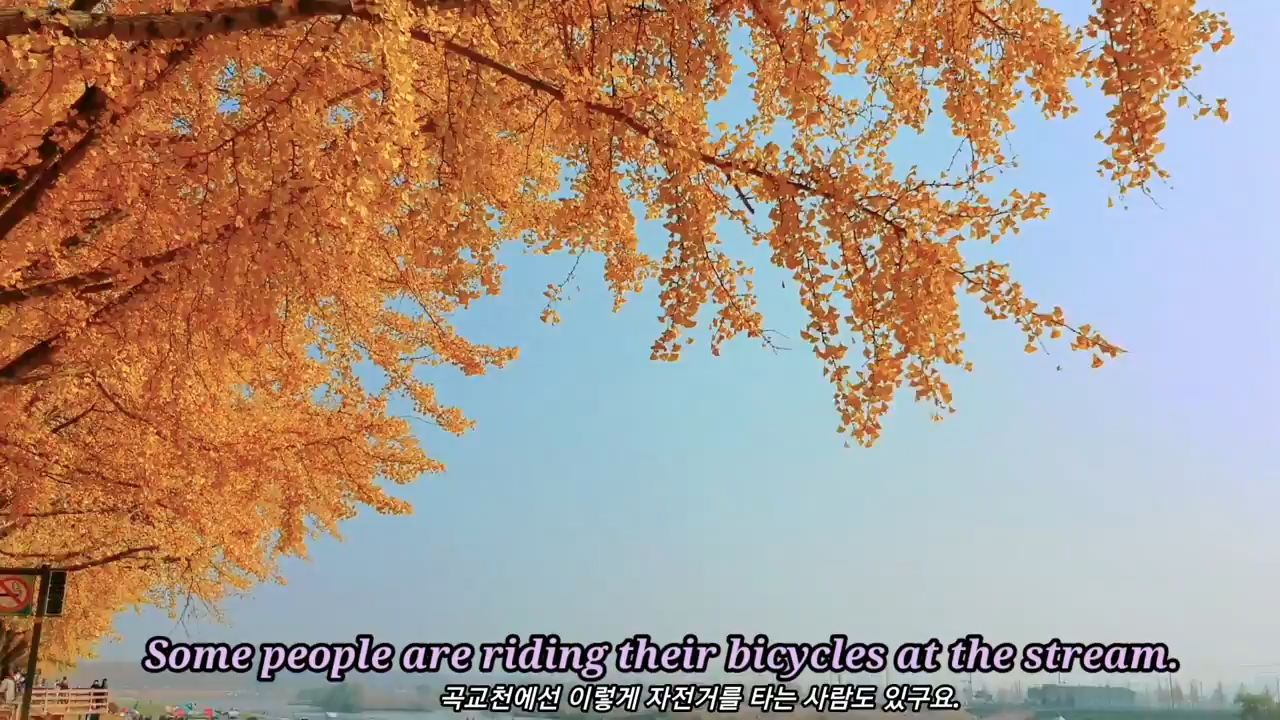 Some people are riding their bicycles at the stream.
곡교천에선 이렇게 자전거를 타는 사람도 있구요.